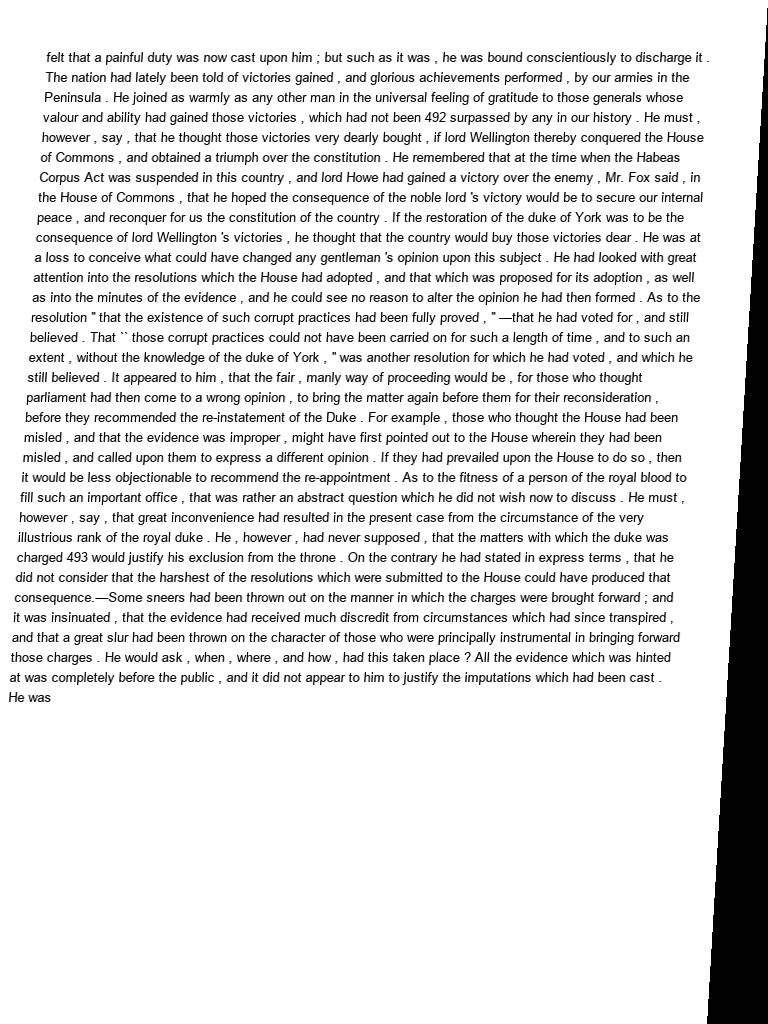 felt that a painful duty was now cast upon him ; but such as it was , he was bound conscientiously to discharge it .
The nation had lately been told of victories gained , and glorious achievements performed , by our armies in the
Peninsula . He joined as warmly as any other man in the universal feeling of gratitude to those generals whose
valour and ability had gained those victories , which had not been 492 surpassed by any in our history . He must ,
however , say , that he thought those victories very dearly bought , if lord Wellington thereby conquered the House
of Commons , and obtained a triumph over the constitution . He remembered that at the time when the Habeas
Corpus Act was suspended in this country , and lord Howe had gained a victory over the enemy , Mr. Fox said , in
the House of Commons , that he hoped the consequence of the noble lord 's victory would be to secure our internal
peace , and reconquer for us the constitution of the country . If the restoration of the duke of York was to be the
consequence of lord Wellington 's victories , he thought that the country would buy those victories dear . He was at
a loss to conceive what could have changed any gentleman 's opinion upon this subject . He had looked with great
attention into the resolutions which the House had adopted , and that which was proposed for its adoption , as well
as into the minutes of the evidence , and he could see no reason to alter the opinion he had then formed . As to the
resolution " that the existence of such corrupt practices had been fully proved , " —that he had voted for , and still
believed . That `` those corrupt practices could not have been carried on for such a length of time , and to such an
extent , without the knowledge of the duke of York , " was another resolution for which he had voted , and which he
still believed . It appeared to him , that the fair , manly way of proceeding would be , for those who thought
parliament had then come to a wrong opinion , to bring the matter again before them for their reconsideration ,
before they recommended the re-instatement of the Duke . For example , those who thought the House had been
misled , and that the evidence was improper , might have first pointed out to the House wherein they had been
misled , and called upon them to express a different opinion . If they had prevailed upon the House to do so , then
it would be less objectionable to recommend the re-appointment . As to the fitness of a person of the royal blood to
fill such an important office , that was rather an abstract question which he did not wish now to discuss . He must ,
however , say , that great inconvenience had resulted in the present case from the circumstance of the very
illustrious rank of the royal duke . He , however , had never supposed , that the matters with which the duke was
charged 493 would justify his exclusion from the throne . On the contrary he had stated in express terms , that he
did not consider that the harshest of the resolutions which were submitted to the House could have produced that
consequence.—Some sneers had been thrown out on the manner in which the charges were brought forward ; and
it was insinuated , that the evidence had received much discredit from circumstances which had since transpired ,
and that a great slur had been thrown on the character of those who were principally instrumental in bringing forward
those charges . He would ask , when , where , and how , had this taken place ? All the evidence which was hinted
at was completely before the public , and it did not appear to him to justify the imputations which had been cast .
He was